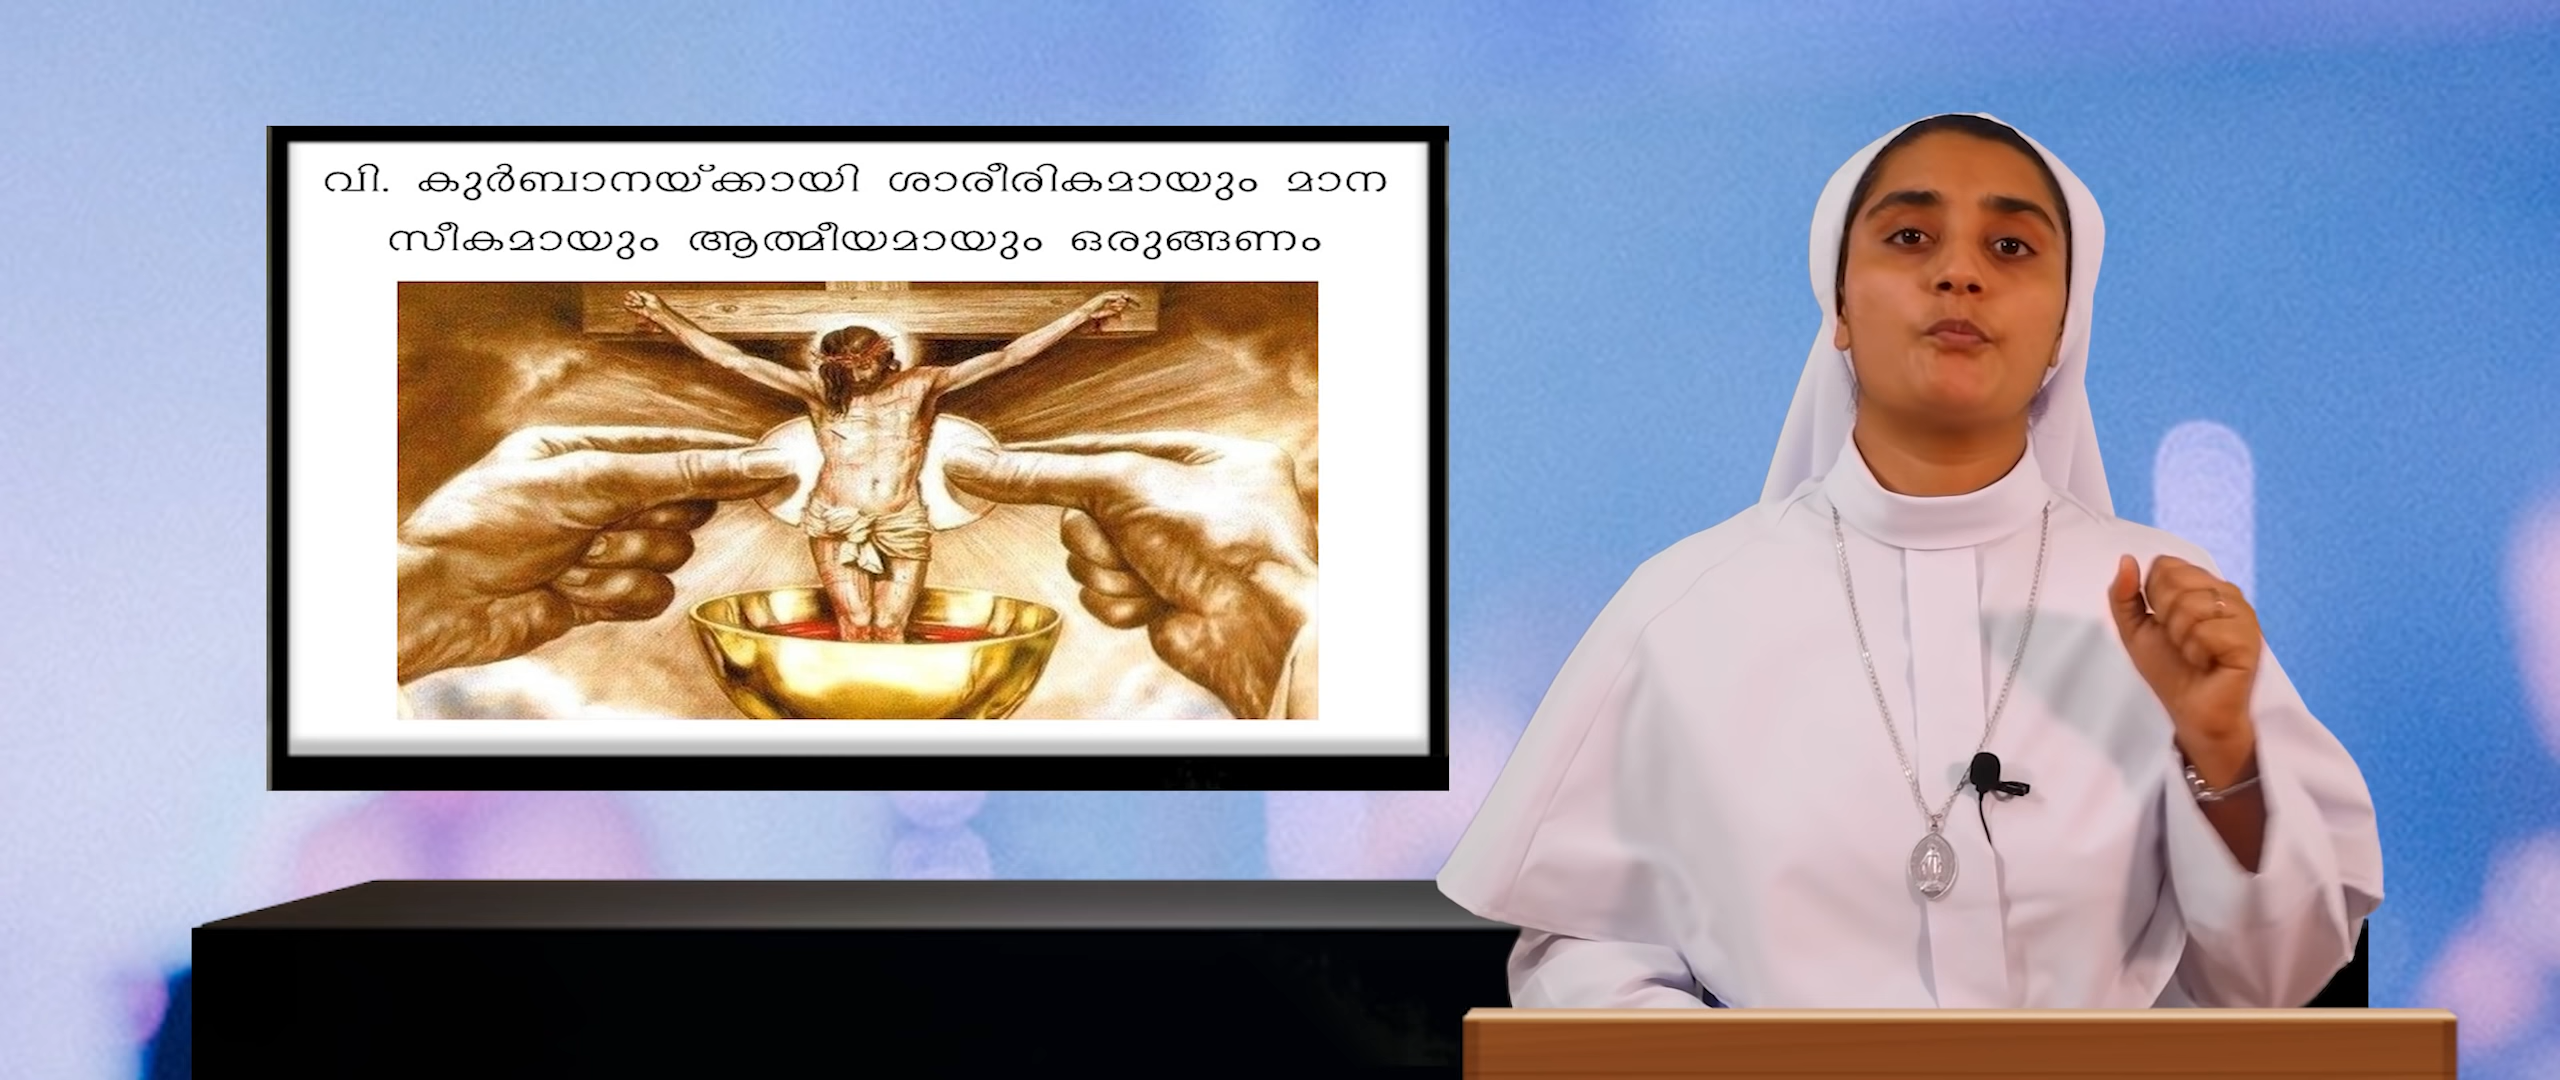 വി. കുർബാനയ്ക്കായി ശാരീരികമായും മാന
സീകമായും ആത്മീയമായും ഒരുങ്ങണം